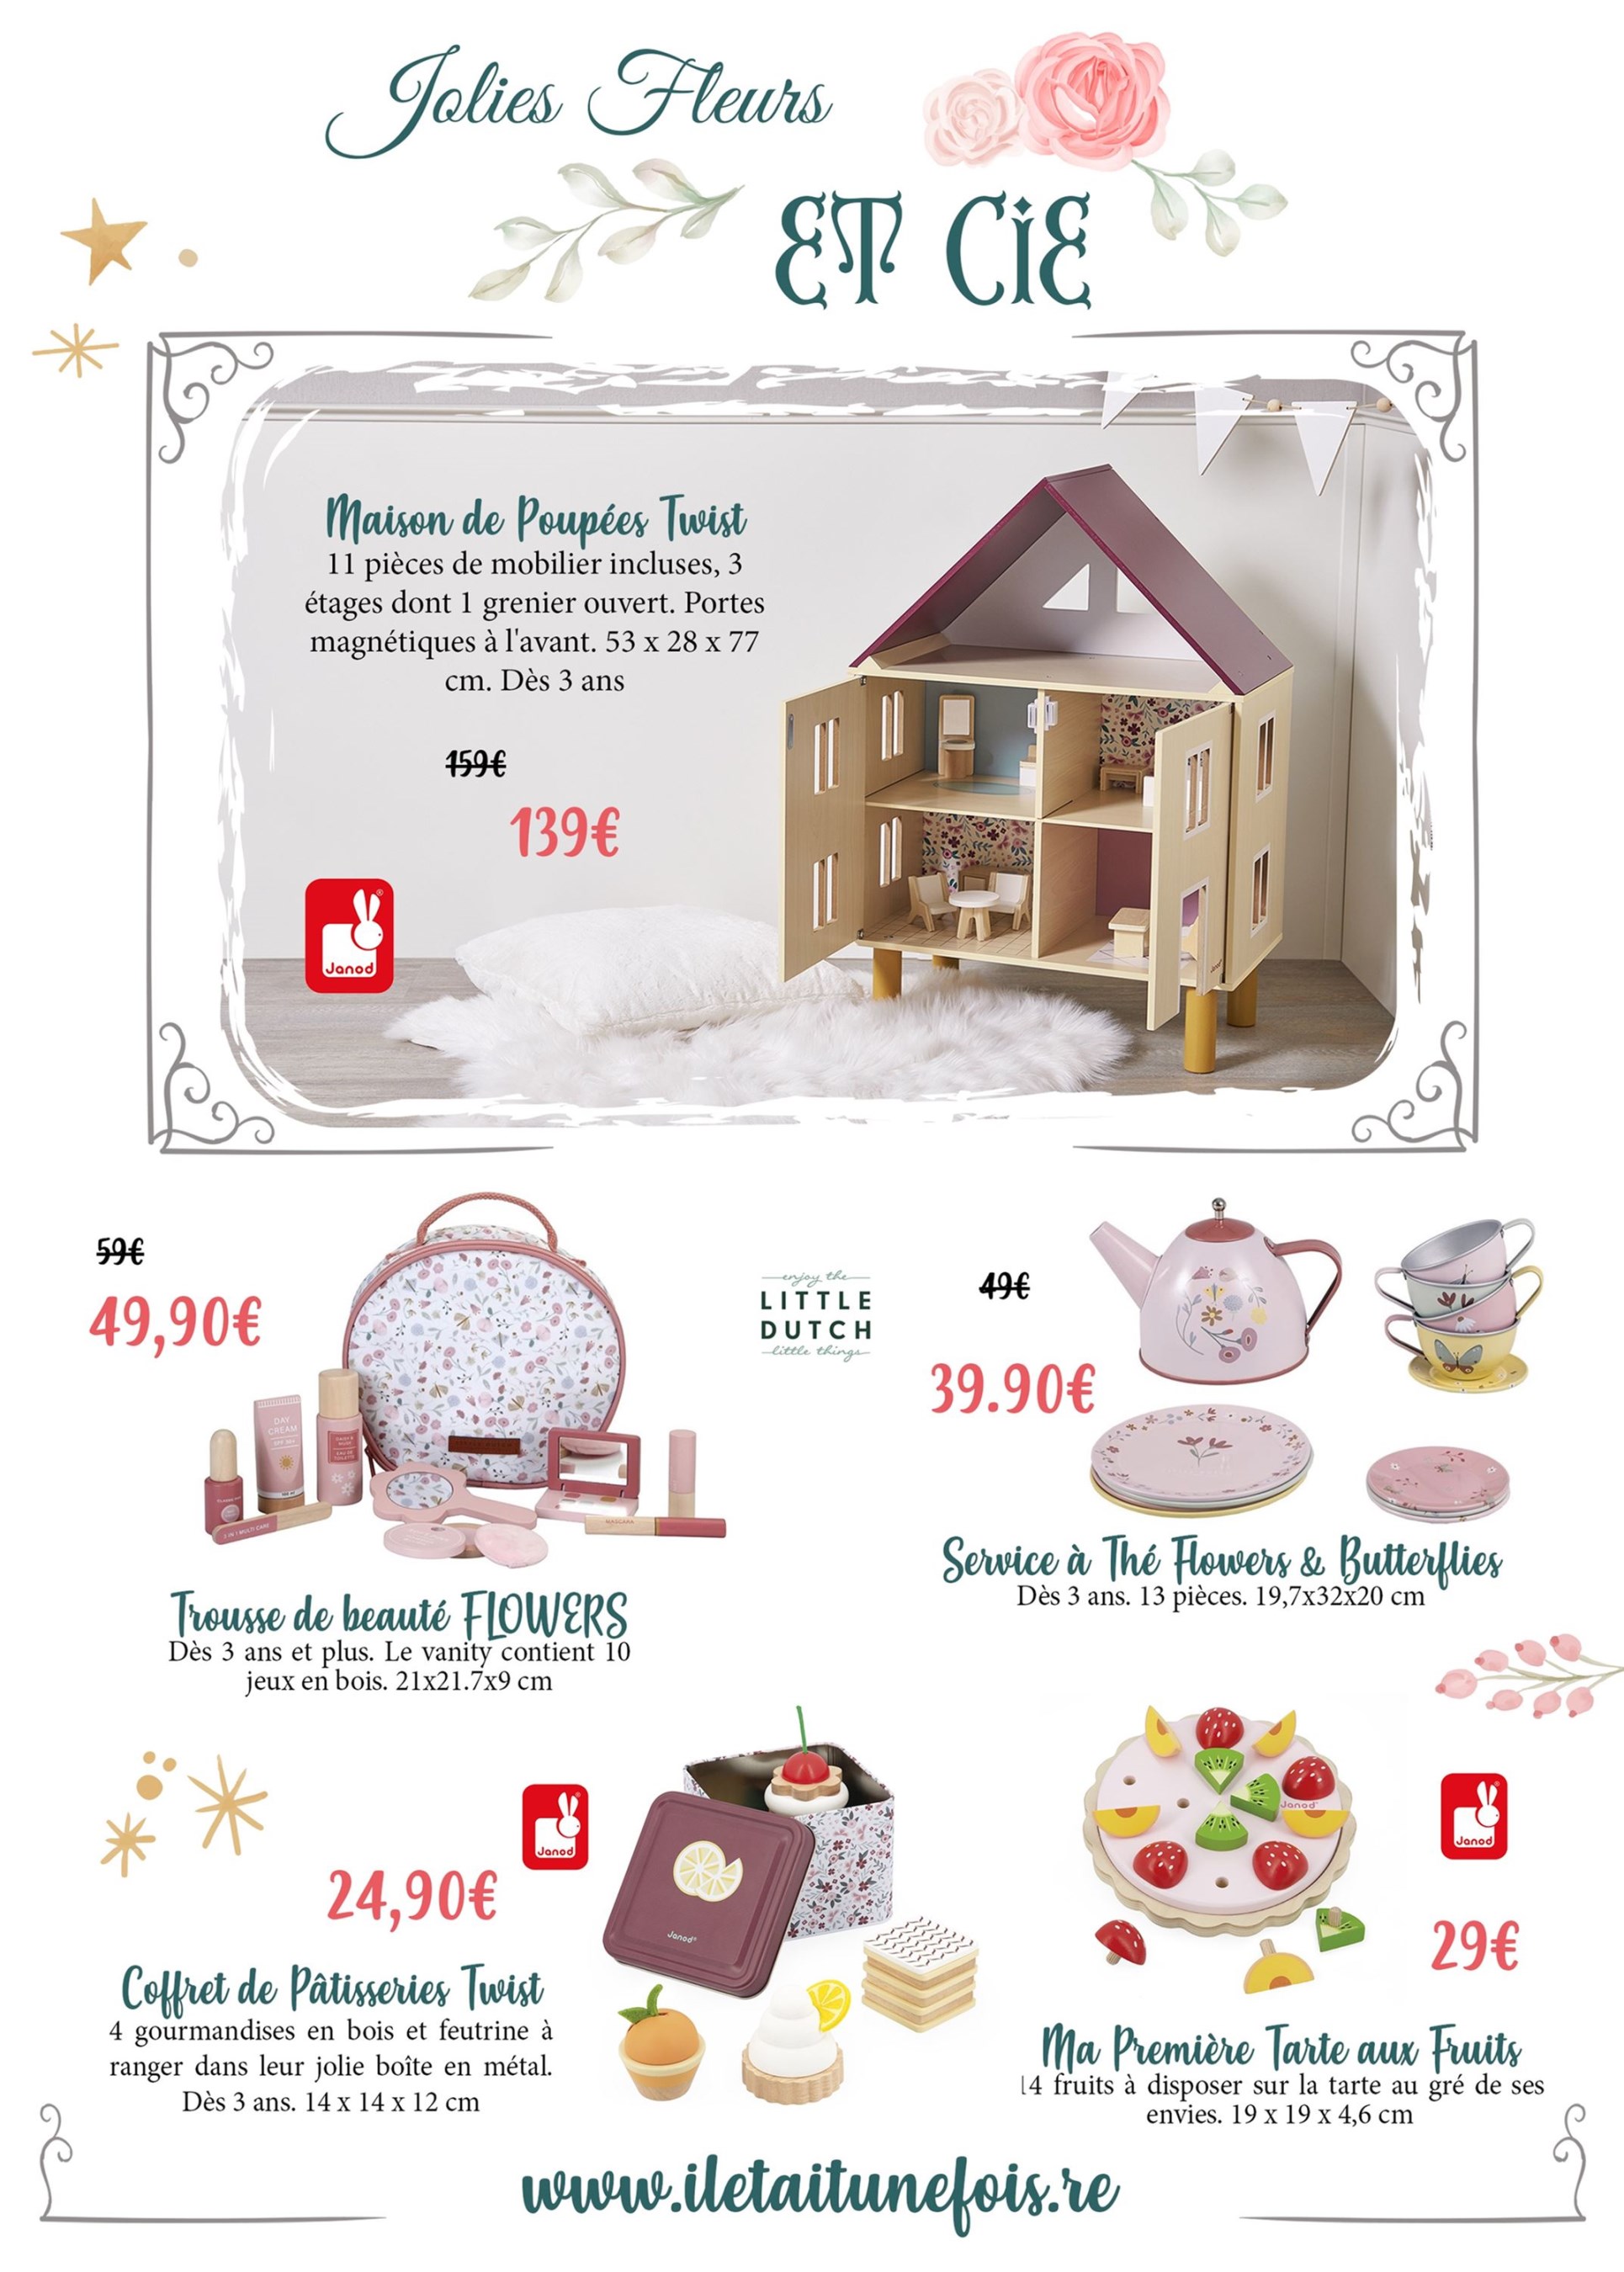 Jolies Fleurs
ET CiE
Maison de Poupées Twist
11 pièces de mobilier incluses, 3
étages dont 1 grenier ouvert. Portes
magnétiques à l'avant. 53 x 28 x 77
cm. Dès 3 ans
159€
139€
Janod
59€
49,90€
DAY
CREAM
MASCARA
enjoy the
LITTLE
DUTCH
little things
49€
39.90€
Service à Thé Flowers & Butterflies
Dès 3 ans. 13 pièces. 19,7x32x20 cm
Trousse de beauté FLOWERS
Dès 3 ans et plus. Le vanity contient 10
jeux en bois. 21x21.7x9 cm
Janod
24,90€
Janod
Coffret de Pâtisseries Twist
4 gourmandises en bois et feutrine à
ranger dans leur jolie boîte en métal.
Dès 3 ans. 14 x 14 x 12 cm
Janod
Janod
29€
Ma Première Tarte aux Fruits
14 fruits à disposer sur la tarte au gré de ses
envies. 19 x 19 x 4,6 cm
www.iletaitunefois.re